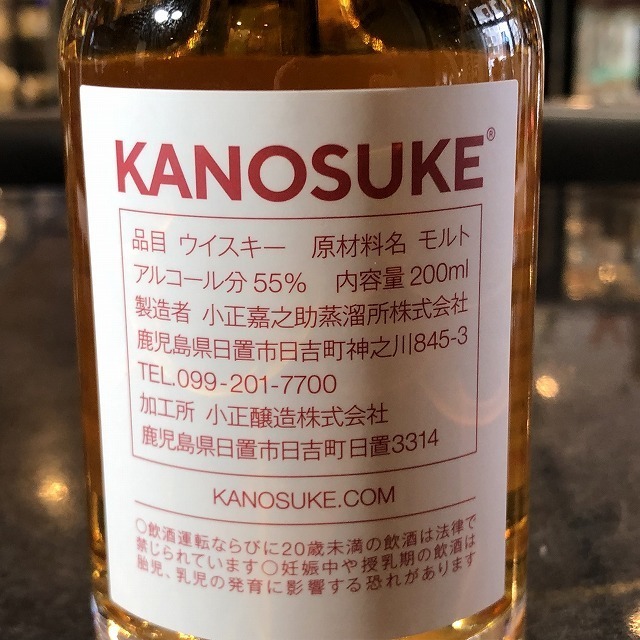 KANOSUKE®
品目 ウイスキー 原材料名 モルト
アルコール分 55% 内容量 200ml
製造者 小正嘉之助蒸溜所株式会社
鹿児島県日置市日吉町神之川845-3
TEL.099-201-7700
加工所 小正醸造株式会社
鹿児島県日置市日吉町日置3314
KANOSUKE.COM
〇飲酒運転ならびに20歳未満の飲酒は法律で
禁じられています〇妊娠中や授乳期の飲酒は
胎児、乳児の発育に影響する恐れがあります